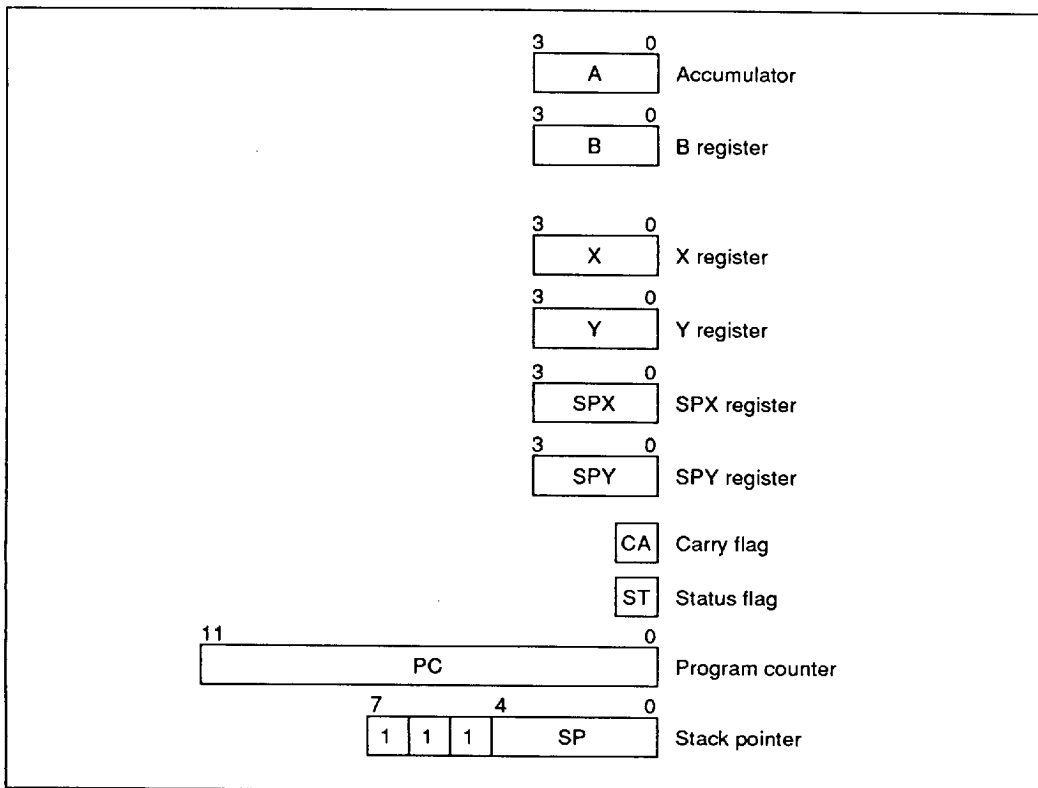 3 0
A Accumulator
3 0
B B register
3 0
X X register
3 0
Y Y register
3 0
SPX SPX register
3 0
SPY SPY register
CA Carry flag
ST Status flag
11 0
PC Program counter
7 4 0
1 1 1 SP Stack pointer